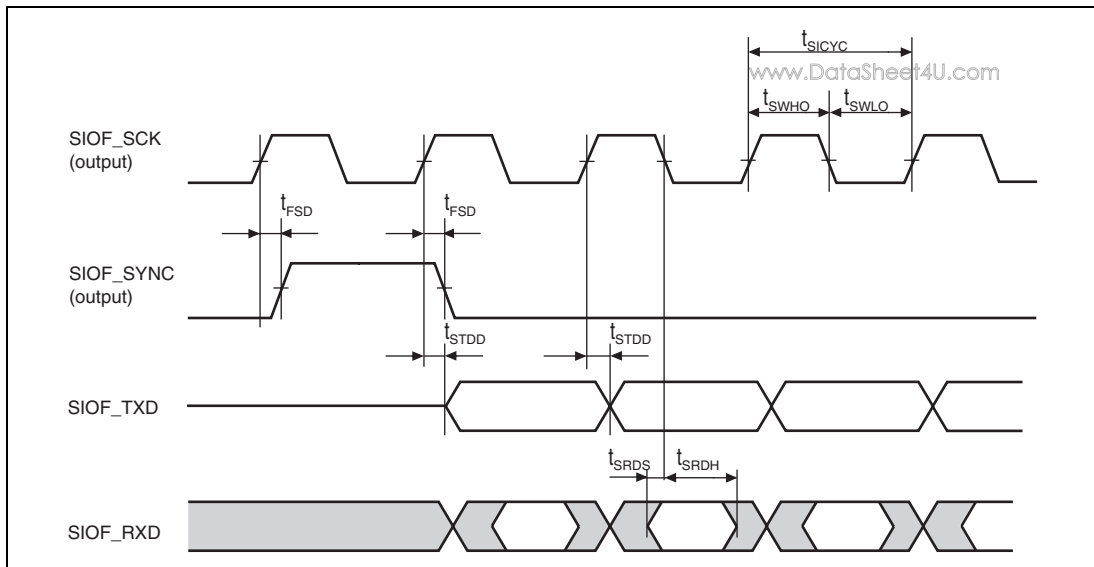 tSICYC
www.DataSheet4U.com
tSWHO tSWLO
SIOF_SCK
(output)
tFSD tFSD
SIOF_SYNC
(output)
tSTDD tSTDD
SIOF_TXD
tSRDS tSRDH
SIOF_RXD